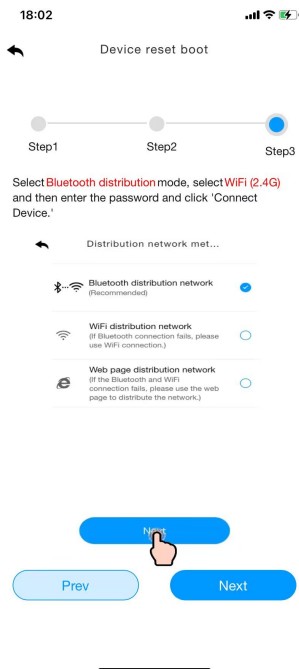 18:02
Device reset boot
Step1
Step2
Step3
Select Bluetooth distribution mode, select WiFi (2.4G)
and then enter the password and click 'Connect
Device.'
Distribution network met...
Bluetooth distribution network
(Recommended)
WiFi distribution network
(If Bluetooth connection fails, please
use WiFi connection.)
Web page distribution network
(If the Bluetooth and WiFi
connection fails, please use the web
page to distribute the network.)
Next
Prev
Next